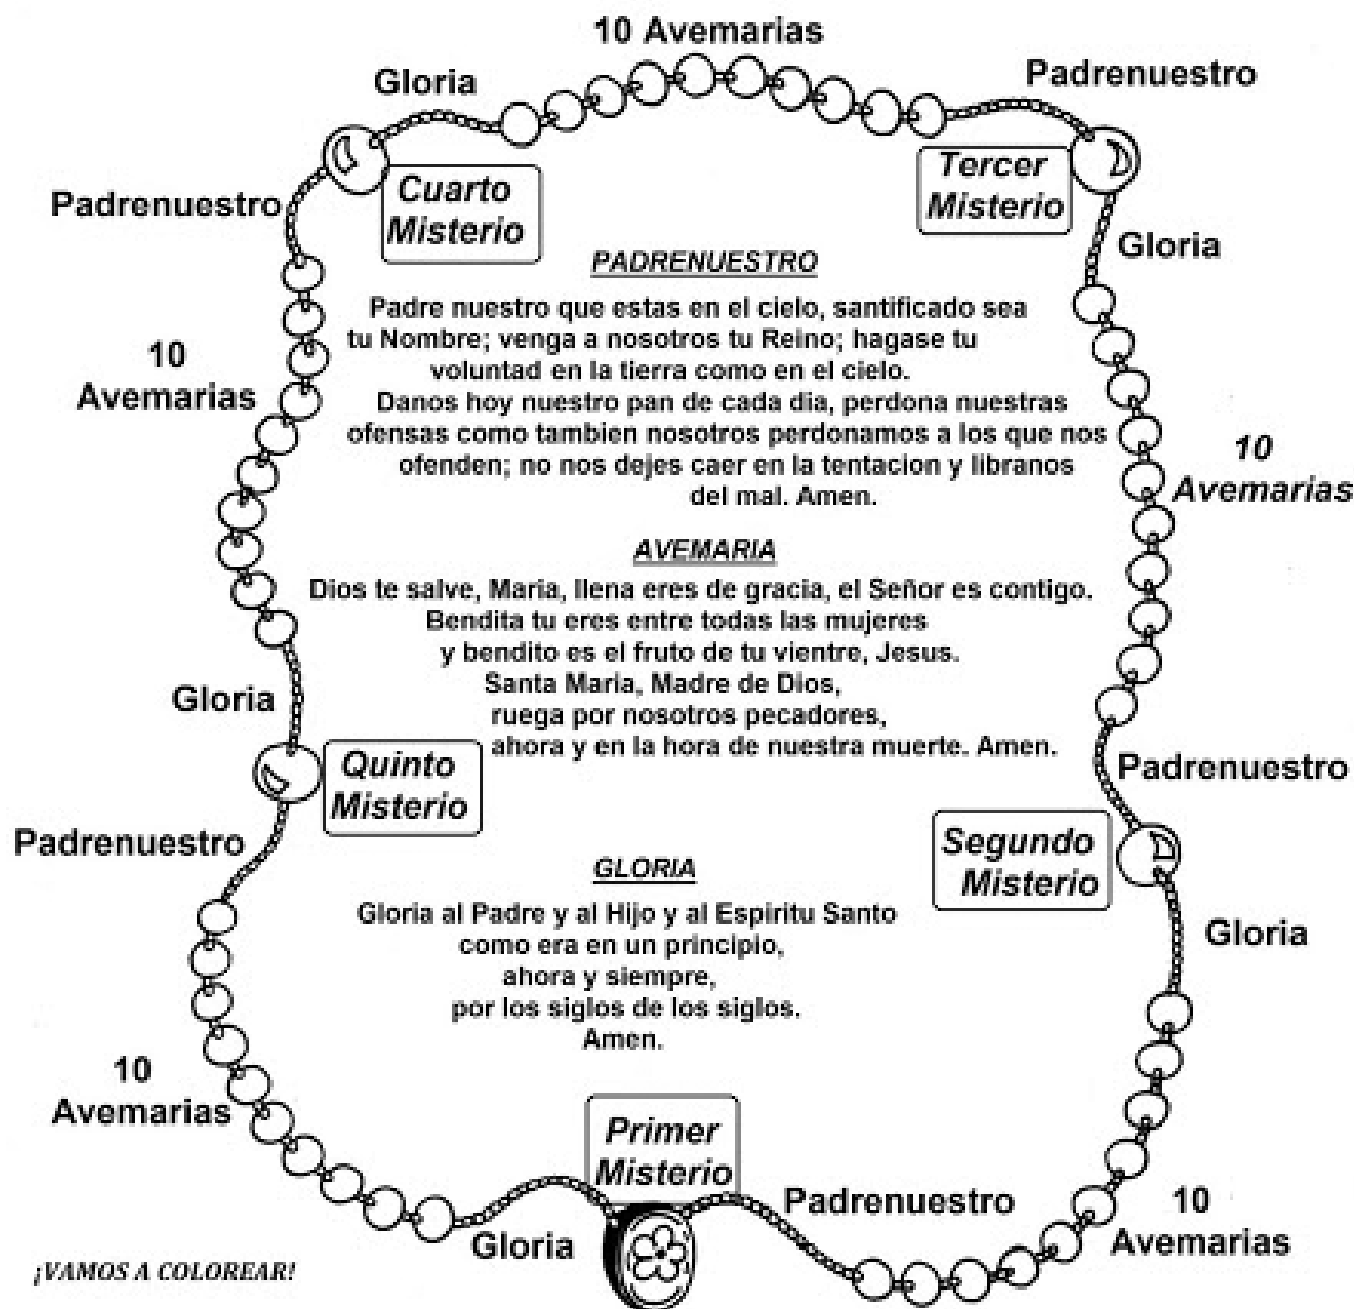 10 Avemarias
Gloria
Padrenuestro
Padrenuestro
Cuarto
Misterio
Tercer
Misterio
Gloria
PADRENUESTRO
Padre nuestro que estas en el cielo, santificado sea
tu Nombre; venga a nosotros tu Reino; hagase tu
voluntad en la tierra como en el cielo.
Danos hoy nuestro pan de cada dia, perdona nuestras
ofensas como tambien nosotros perdonamos a los que nos
ofenden; no nos dejes caer en la tentacion y libranos
del mal. Amen.
10
Avemarias
10
Avemarias
AVEMARIA
Dios te salve, Maria, llena eres de gracia, el Señor es contigo.
Bendita tu eres entre todas las mujeres
y bendito es el fruto de tu vientre, Jesus.
Santa Maria, Madre de Dios,
ruega por nosotros pecadores,
ahora y en la hora de nuestra muerte. Amen.
Gloria
Quinto
Misterio
Padrenuestro
Padrenuestro
Segundo
Misterio
GLORIA
Gloria al Padre y al Hijo y al Espiritu Santo
como era en un principio,
ahora y siempre,
por los siglos de los siglos.
Amen.
Gloria
10
Avemarias
Primer
Misterio
Padrenuestro
10
Avemarias
Gloria
¡VAMOS A COLOREAR!